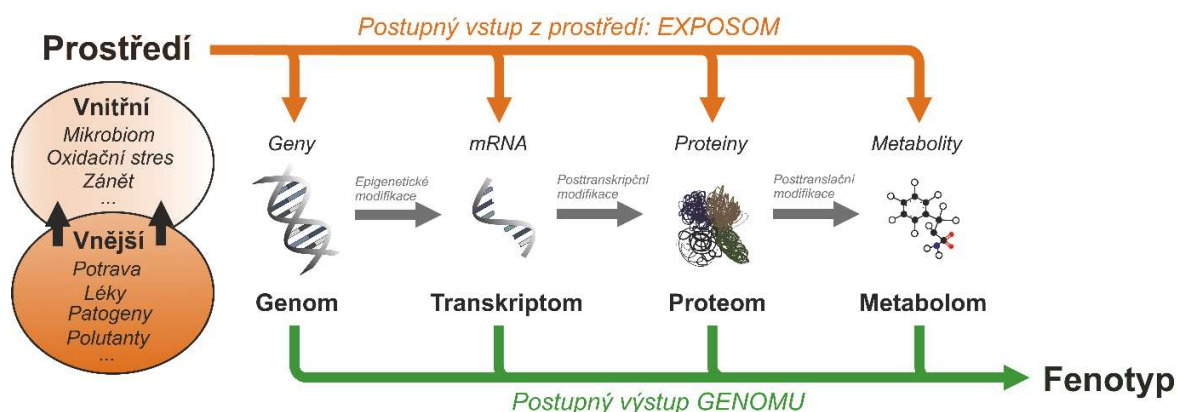 Postupný vstup z prostředí: EXPOSOM
Prostředí
Vnitřní
Mikrobiom
Oxidační stres
Zánět
...
Vnější
Potrava
Léky
Patogeny
Polutanty
...
Geny
mRNA
Proteiny
Metabolity
Epigenetické
modifikace
Posttranskripční
modifikace
Posttranslační
modifikace
Genom
Transkriptom
Proteom
Metabolom
Fenotyp
Postupný výstup GENOMU